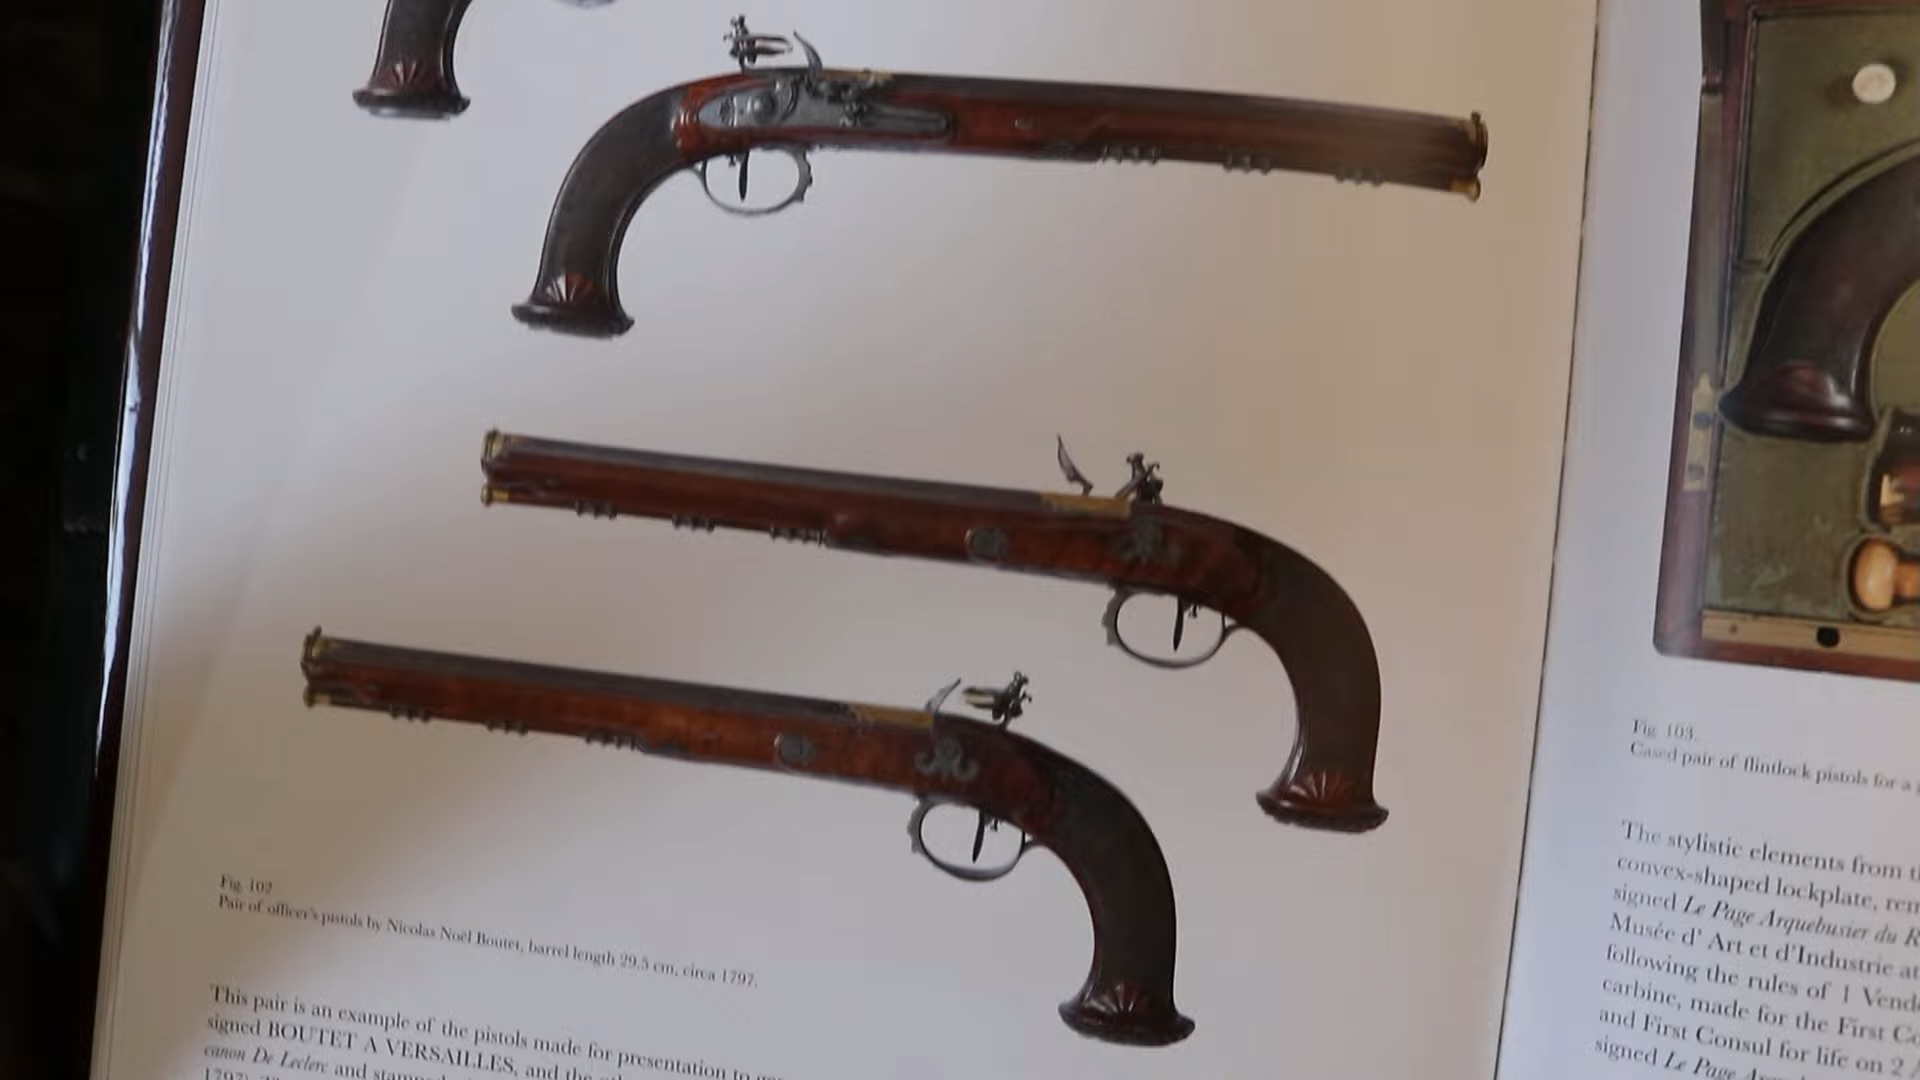 Fig. 102
Pair of officer's pistols by Nicolas Noël Boutet, barrel length 29.5 cm, circa 1797.
This pair is an example of the pistols made for presentation to
signed BOUTET A VERSAILLES, and the
canon De Leclerc and
1797).
Fig. 103.
Cased pair of flintlock pistols for a
The stylistic elements from
convex-shaped lockplate,
signed Le Page Arquebusier du
Musée d' Art et d'Industrie
following the rules of 1
carbine, made for the First
and First Consul for life on 2
signed Le Page